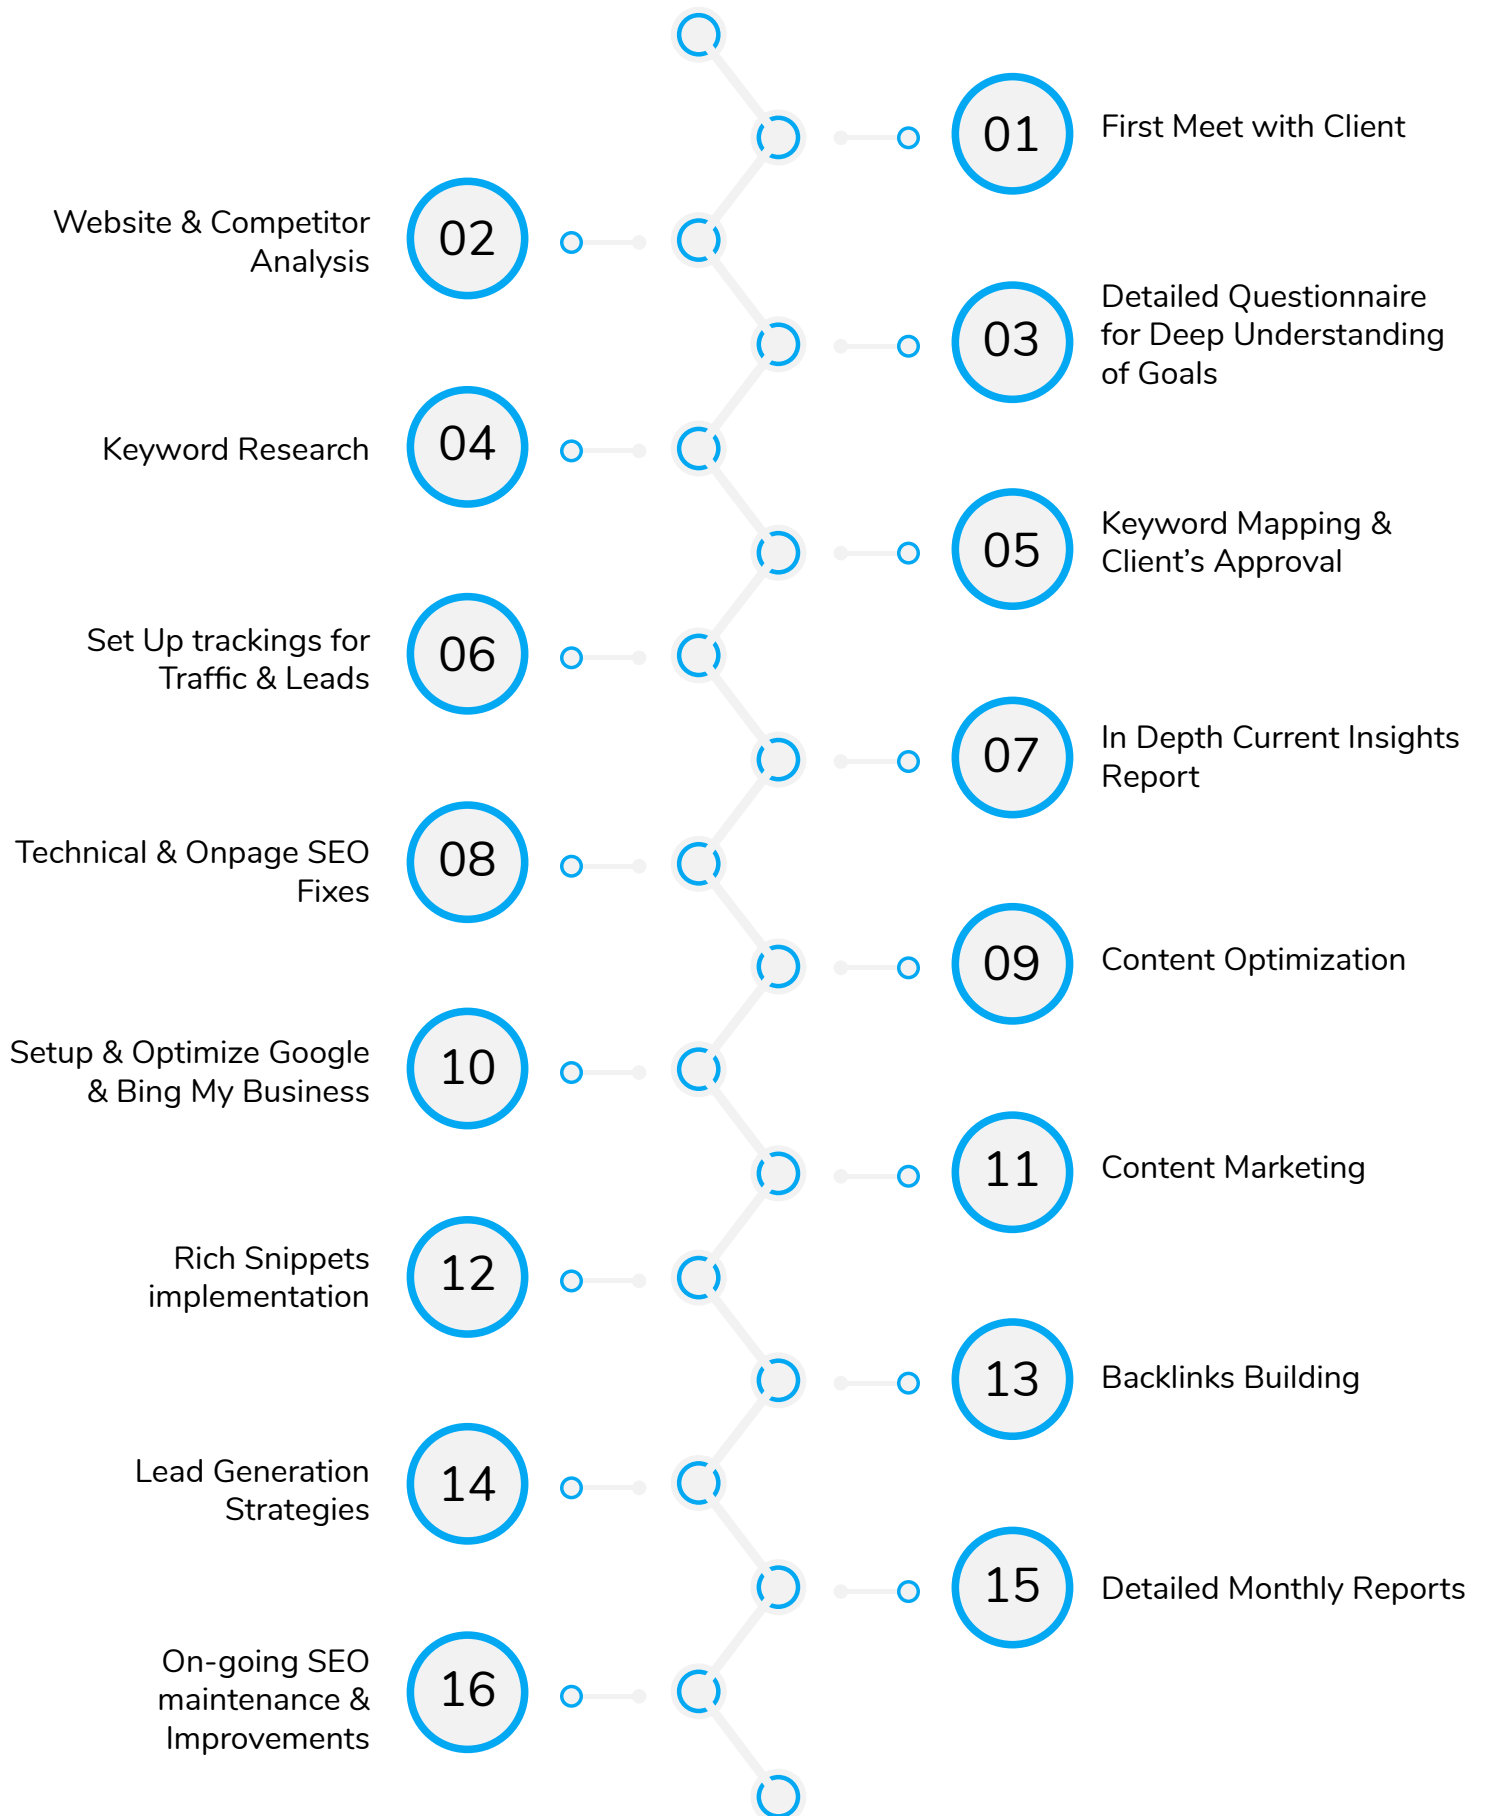 01
First Meet with Client
02
Website & Competitor
Analysis
03
Detailed Questionnaire
for Deep Understanding
of Goals
04
Keyword Research
05
Keyword Mapping &
Client’s Approval
06
Set Up trackings for
Traffic & Leads
07
In Depth Current Insights
Report
08
Technical & Onpage SEO
Fixes
09
Content Optimization
10
Setup & Optimize Google
& Bing My Business
11
Content Marketing
12
Rich Snippets
implementation
13
Backlinks Building
14
Lead Generation
Strategies
15
Detailed Monthly Reports
16
On-going SEO
maintenance &
Improvements